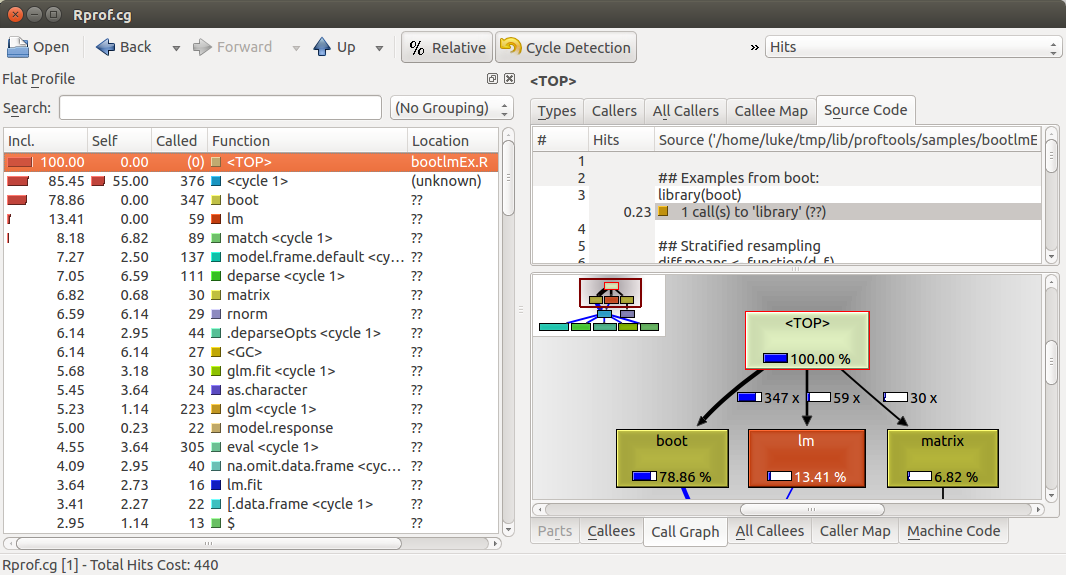 Rprof.cg
Open Back Forward Up % Relative Cycle Detection » Hits
Flat Profile
Search: (No Grouping)
Incl. Self Called Function Location
100.00 0.00 (0) <TOP> bootlmEx.R
85.45 55.00 376 <cycle 1> (unknown)
78.86 0.00 347 boot ??
13.41 0.00 59 lm ??
8.18 6.82 89 match <cycle 1> ??
7.27 2.50 137 model.frame.default <cy... ??
7.05 6.59 111 deparse <cycle 1> ??
6.82 0.68 30 matrix ??
6.59 6.14 29 rnorm ??
6.14 2.95 44 .deparseOpts <cycle 1> ??
6.14 6.14 27 <GC> ??
5.68 3.18 30 glm.fit <cycle 1> ??
5.45 3.64 24 as.character ??
5.23 1.14 223 glm <cycle 1> ??
5.00 0.23 22 model.response ??
4.55 3.64 305 eval <cycle 1> ??
4.09 2.95 40 na.omit.data.frame <cyc... ??
3.64 2.73 16 lm.fit ??
3.41 2.27 22 [.data.frame <cycle 1> ??
2.95 1.14 13 $ ??
<TOP>
Types Callers All Callers Callee Map Source Code
# Hits Source ('/home/luke/tmp/lib/proftools/samples/bootlmE
1
2 ## Examples from boot:
3 library(boot)
0.23 1 call(s) to 'library' (??)
4
5 ## Stratified resampling
6 diff.means <- function(d, f)
<TOP>
100.00 %
347 x 59 x 30 x
boot lm matrix
78.86 % 13.41 % 6.82 %
Parts Callees Call Graph All Callees Caller Map Machine Code
Rprof.cg [1] - Total Hits Cost: 440